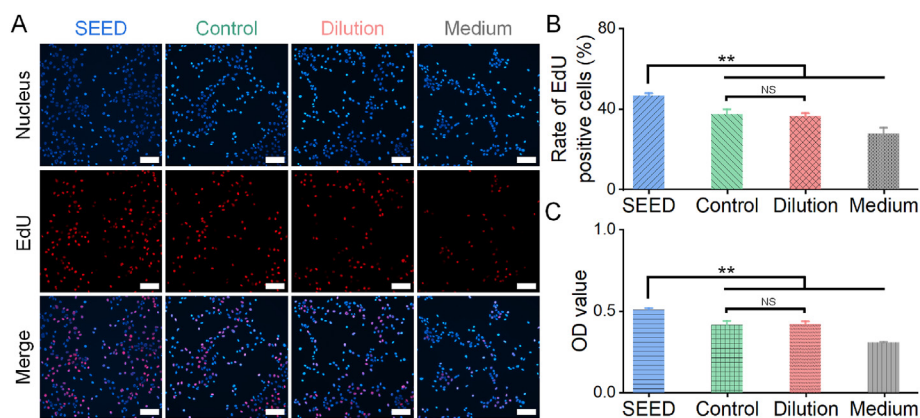 A
SEED Control Dilution Medium
Nucleus
EdU
Merge
B
Rate of EdU
positive cells (%)
80
40
0
**
NS
SEED Control Dilution Medium
C
OD value
1.0
0.5
0.0
**
NS
SEED Control Dilution Medium